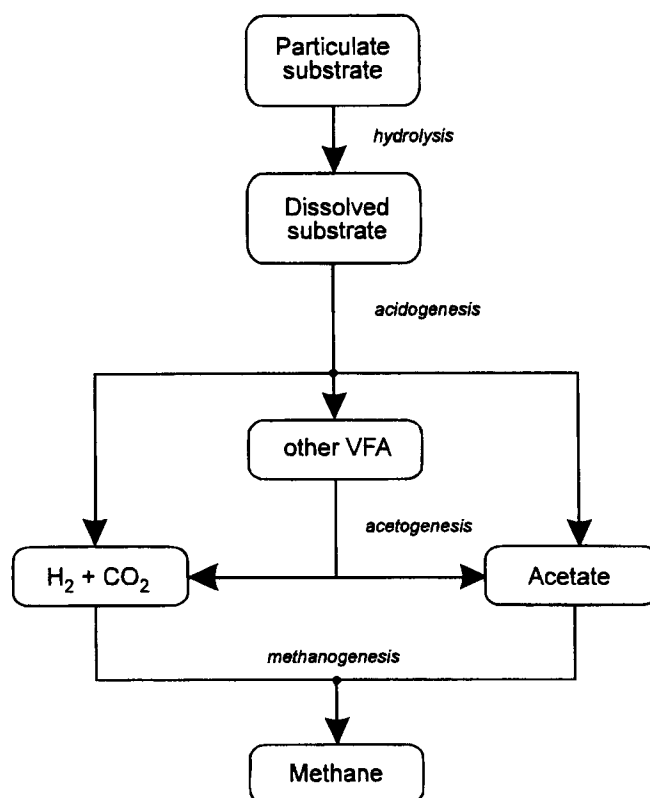 Particulate
substrate
hydrolysis
Dissolved
substrate
acidogenesis
other VFA
acetogenesis
H₂ + CO₂
Acetate
methanogenesis
Methane